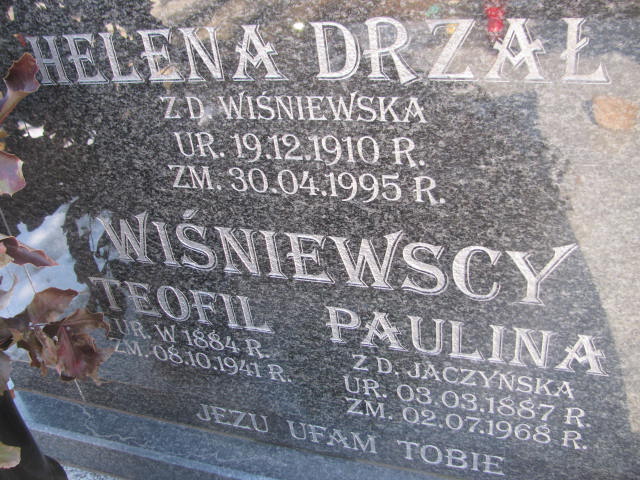 HELENA DRZAŁ
Z D. WIŚNIEWSKA
UR. 19.12.1910 R.
ZM. 30.04.1995 R.
WIŚNIEWSCY
TEOFIL
UR. W 1884 R.
ZM. 08.10.1941 R.
PAULINA
Z D. JACZYŃSKA
UR. 03.03.1887 R.
ZM. 02.07.1968 R.
JEZU UFAM TOBIE